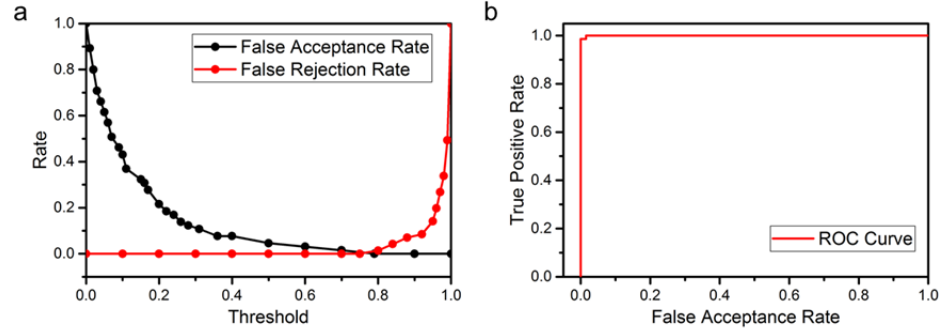 a
1.0
0.8
0.6
0.4
0.2
0.0
Rate
False Acceptance Rate
False Rejection Rate
0.0 0.2 0.4 0.6 0.8 1.0
Threshold
b
1.0
0.8
0.6
0.4
0.2
0.0
True Positive Rate
ROC Curve
0.0 0.2 0.4 0.6 0.8 1.0
False Acceptance Rate